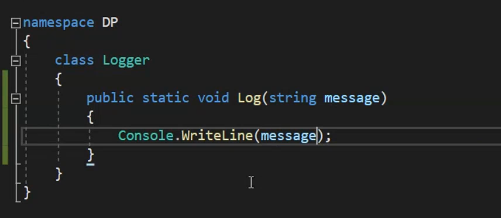 namespace DP
{
    class Logger
    {
        public static void Log(string message)
        {
            Console.WriteLine(message);
        }
    }
}